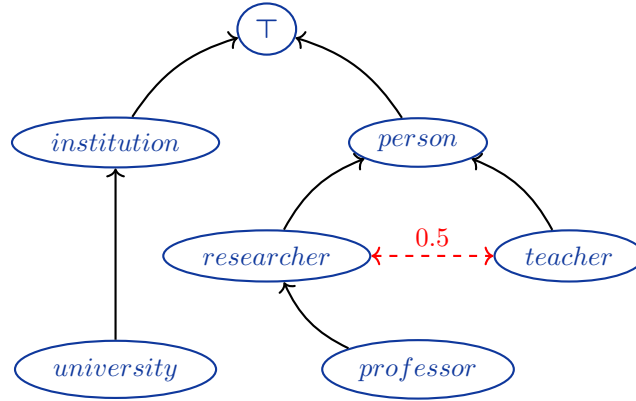 ⊤
institution
person
0.5
researcher
teacher
university
professor